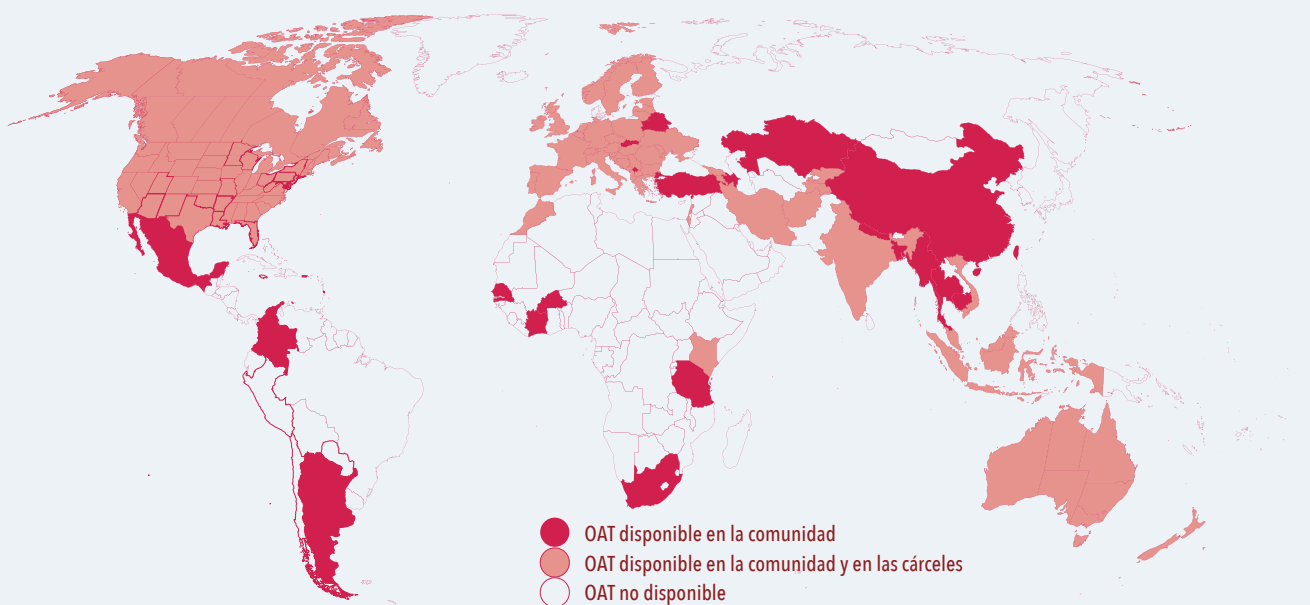 OAT disponible en la comunidad
OAT disponible en la comunidad y en las cárceles
OAT no disponible